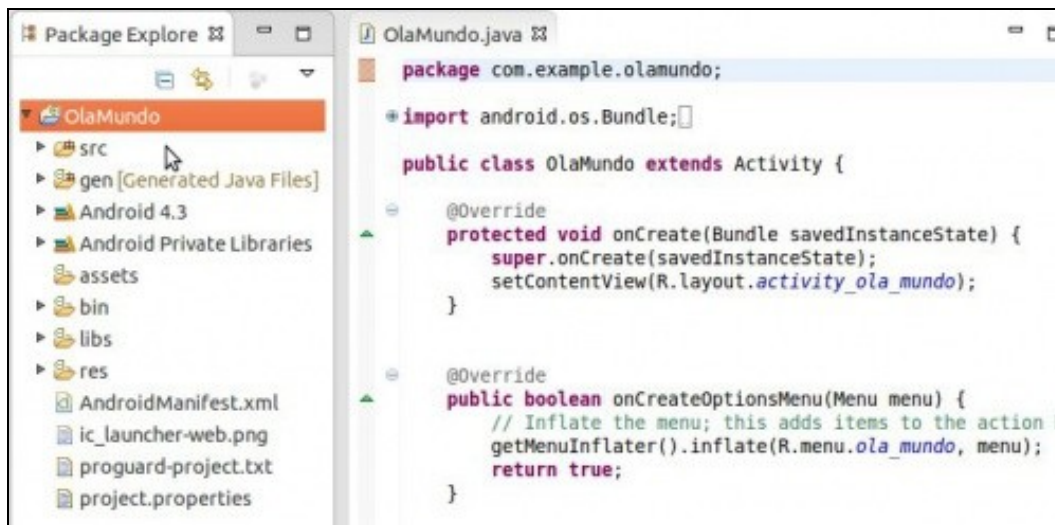 Package Explore
OlaMundo
src
gen [Generated Java Files]
Android 4.3
Android Private Libraries
assets
bin
libs
res
AndroidManifest.xml
ic_launcher-web.png
proguard-project.txt
project.properties
OlaMundo.java
package com.example.olamundo;
import android.os.Bundle;
public class OlaMundo extends Activity {
@Override
protected void onCreate(Bundle savedInstanceState) {
super.onCreate(savedInstanceState);
setContentView(R.layout.activity_ola_mundo);
}
@Override
public boolean onCreateOptionsMenu(Menu menu) {
// Inflate the menu; this adds items to the action
getMenuInflater().inflate(R.menu.ola_mundo, menu);
return true;
}